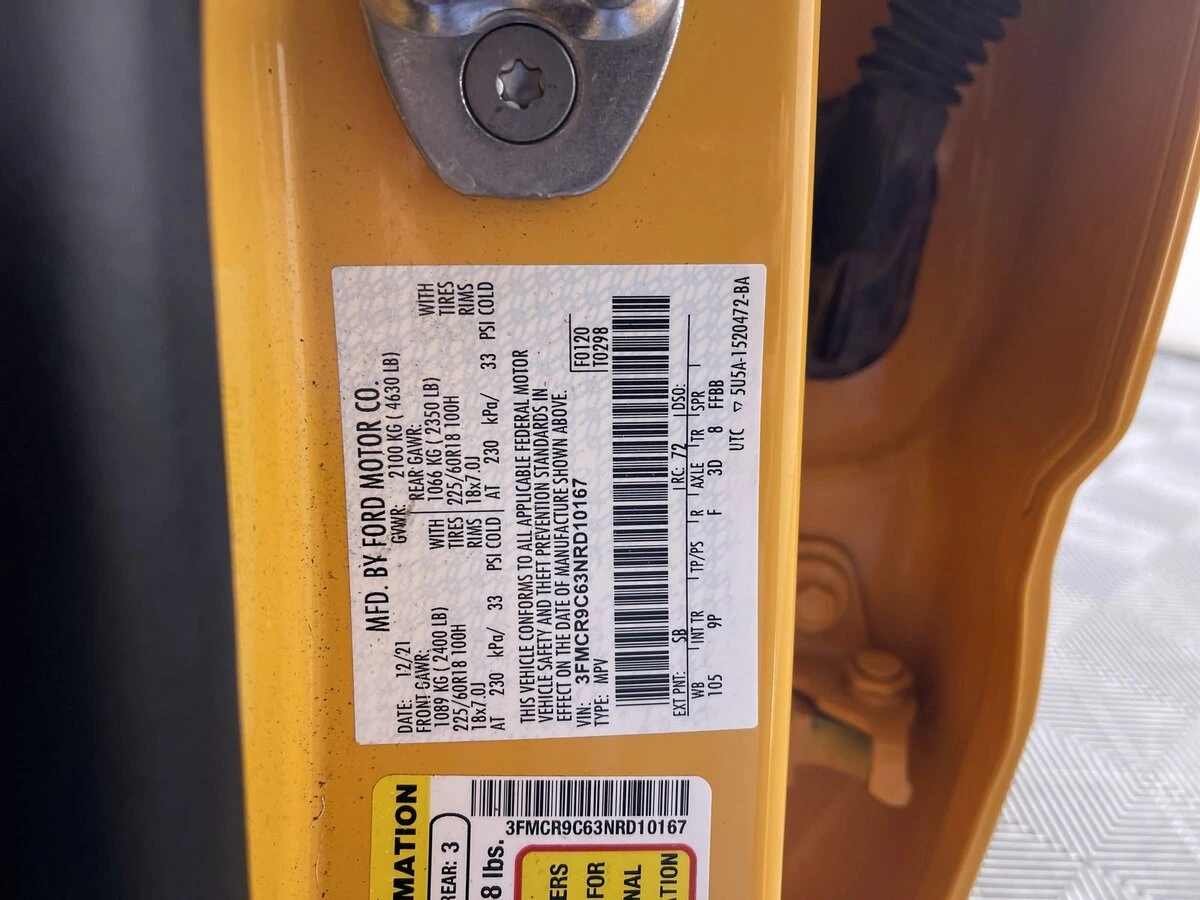 MFD. BY FORD MOTOR CO.
DATE: 12/21 GVWR: 2100 KG ( 4630 LB)
FRONT GAWR: REAR GAWR:
1089 KG ( 2400 LB) WITH 1066 KG ( 2350 LB) WITH
225/60R18 100H TIRES 225/60R18 100H TIRES
18x7.0J RIMS 18x7.0J RIMS
AT 230 kPa/ 33 PSI COLD AT 230 kPa/ 33 PSI COLD
THIS VEHICLE CONFORMS TO ALL APPLICABLE FEDERAL MOTOR
VEHICLE SAFETY AND THEFT PREVENTION STANDARDS IN
EFFECT ON THE DATE OF MANUFACTURE SHOWN ABOVE.
VIN: 3FMCR9C63NRD10167 F0120
TYPE: MPV T0298
EXT PNT: SB RC: 72 DSO:
WB INT TR TP/PS R AXLE TR SPR
105 9P F 3D 8 FFBB
UTC ▽ 5U5A-1520472-BA
MATION
REAR: 3
8 lbs.
3FMCR9C63NRD10167
ERS
FOR
NAL
TION